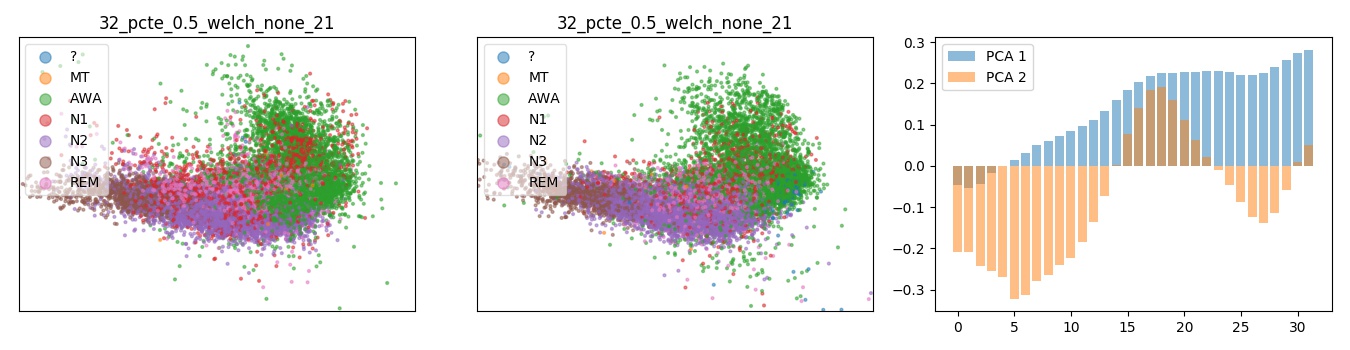 32_pcte_0.5_welch_none_21
?
MT
AWA
N1
N2
N3
REM
32_pcte_0.5_welch_none_21
?
MT
AWA
N1
N2
N3
REM
PCA 1
PCA 2
0.3
0.2
0.1
0.0
−0.1
−0.2
−0.3
0 5 10 15 20 25 30